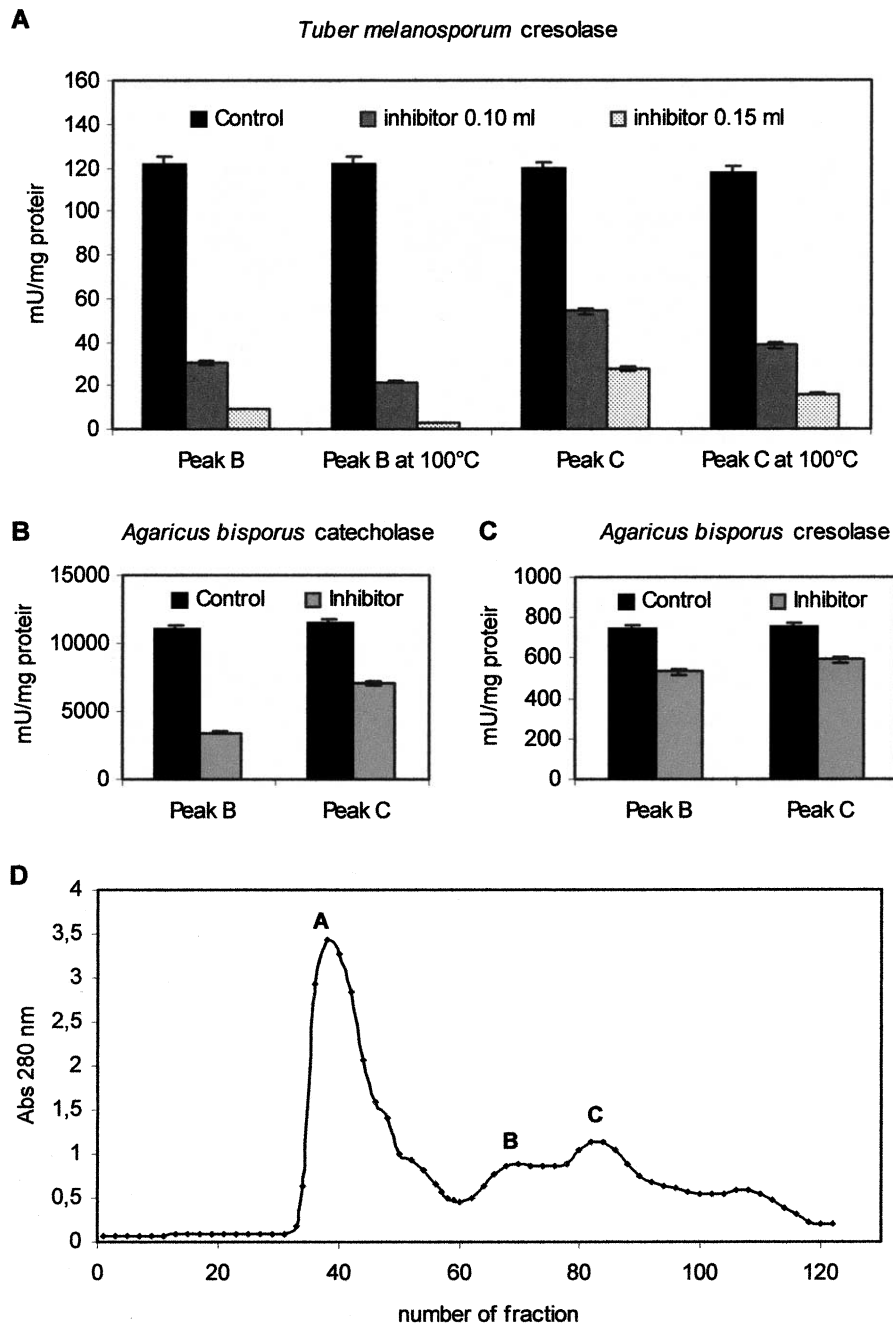 A
Tuber melanosporum cresolase
160
140
120
100
80
60
40
20
0
mU/mg proteir
Control
inhibitor 0.10 ml
inhibitor 0.15 ml
Peak B
Peak B at 100°C
Peak C
Peak C at 100°C
B
Agaricus bisporus catecholase
15000
10000
5000
0
mU/mg proteir
Control
Inhibitor
Peak B
Peak C
C
Agaricus bisporus cresolase
1000
800
600
400
200
0
mU/mg proteir
Control
Inhibitor
Peak B
Peak C
D
4
3,5
3
2,5
2
1,5
1
0,5
0
Abs 280 nm
A
B
C
0
20
40
60
80
100
120
number of fraction